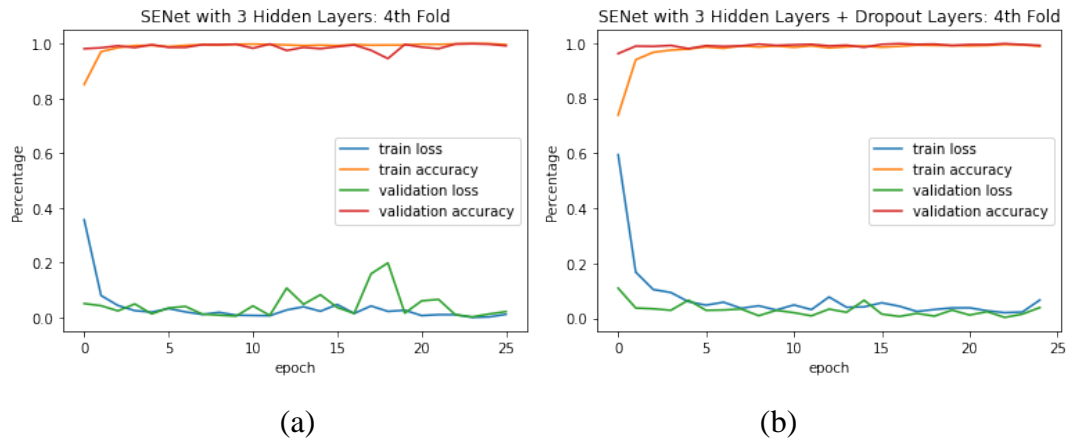 SENet with 3 Hidden Layers: 4th Fold
1.0
0.8
0.6
0.4
0.2
0.0
Percentage
train loss
train accuracy
validation loss
validation accuracy
0 5 10 15 20 25
epoch
(a)
SENet with 3 Hidden Layers + Dropout Layers: 4th Fold
1.0
0.8
0.6
0.4
0.2
0.0
Percentage
train loss
train accuracy
validation loss
validation accuracy
0 5 10 15 20 25
epoch
(b)